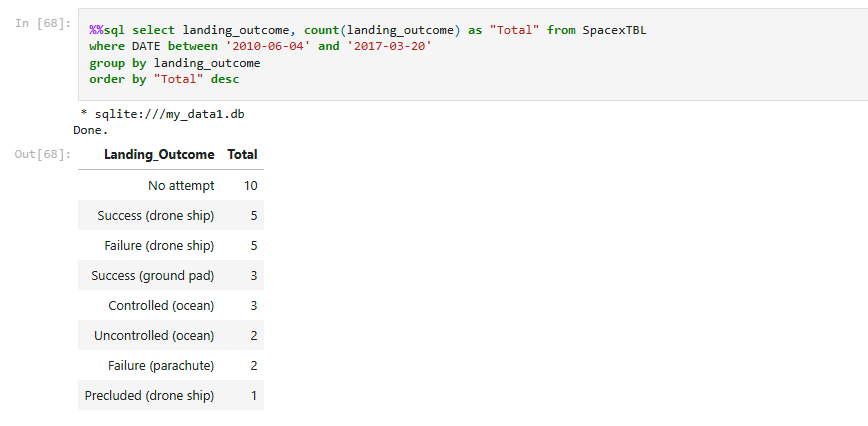 In [68]:
%%sql select landing_outcome, count(landing_outcome) as "Total" from SpacexTBL
where DATE between '2010-06-04' and '2017-03-20'
group by landing_outcome
order by "Total" desc
* sqlite:///my_data1.db
Done.
Out[68]:
Landing_Outcome Total
No attempt 10
Success (drone ship) 5
Failure (drone ship) 5
Success (ground pad) 3
Controlled (ocean) 3
Uncontrolled (ocean) 2
Failure (parachute) 2
Precluded (drone ship) 1